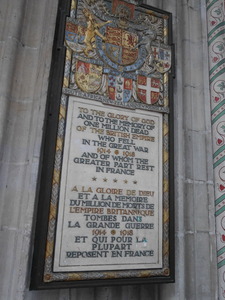 TO THE GLORY OF GOD
AND TO THE MEMORY OF
ONE MILLION DEAD
OF THE BRITISH EMPIRE
WHO FELL
IN THE GREAT WAR
1914 1918
AND OF WHOM THE
GREATER PART REST
IN FRANCE
A LA GLOIRE DE DIEU
ET A LA MEMOIRE
DU MILLION DE MORTS DE
L'EMPIRE BRITANNIQUE
TOMBES DANS
LA GRANDE GUERRE
1914 1918
ET QUI POUR LA
PLUPART
REPOSENT EN FRANCE